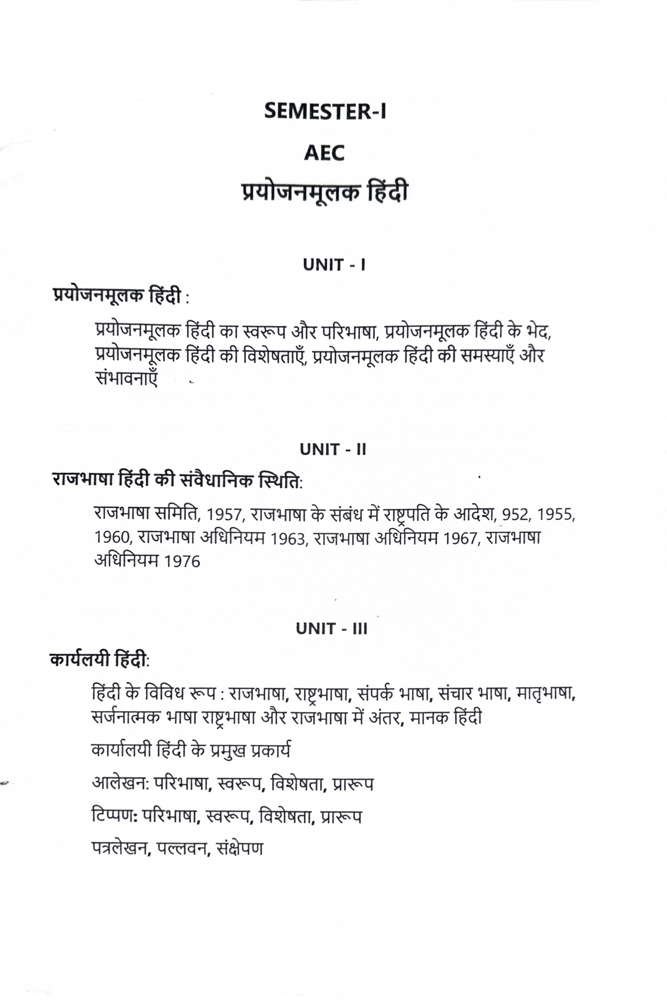 SEMESTER-I
AEC
प्रयोजनमूलक हिंदी
UNIT - I
प्रयोजनमूलक हिंदी :
प्रयोजनमूलक हिंदी का स्वरूप और परिभाषा, प्रयोजनमूलक हिंदी के भेद,
प्रयोजनमूलक हिंदी की विशेषताएँ, प्रयोजनमूलक हिंदी की समस्याएँ और
संभावनाएँ
UNIT - II
राजभाषा हिंदी की संवैधानिक स्थिति:
राजभाषा समिति, 1957, राजभाषा के संबंध में राष्ट्रपति के आदेश, 952, 1955,
1960, राजभाषा अधिनियम 1963, राजभाषा अधिनियम 1967, राजभाषा
अधिनियम 1976
UNIT - III
कार्यलयी हिंदी:
हिंदी के विविध रूप : राजभाषा, राष्ट्रभाषा, संपर्क भाषा, संचार भाषा, मातृभाषा,
सर्जनात्मक भाषा राष्ट्रभाषा और राजभाषा में अंतर, मानक हिंदी
कार्यालयी हिंदी के प्रमुख प्रकार्य
आलेखन: परिभाषा, स्वरूप, विशेषता, प्रारूप
टिप्पण: परिभाषा, स्वरूप, विशेषता, प्रारूप
पत्रलेखन, पल्लवन, संक्षेपण